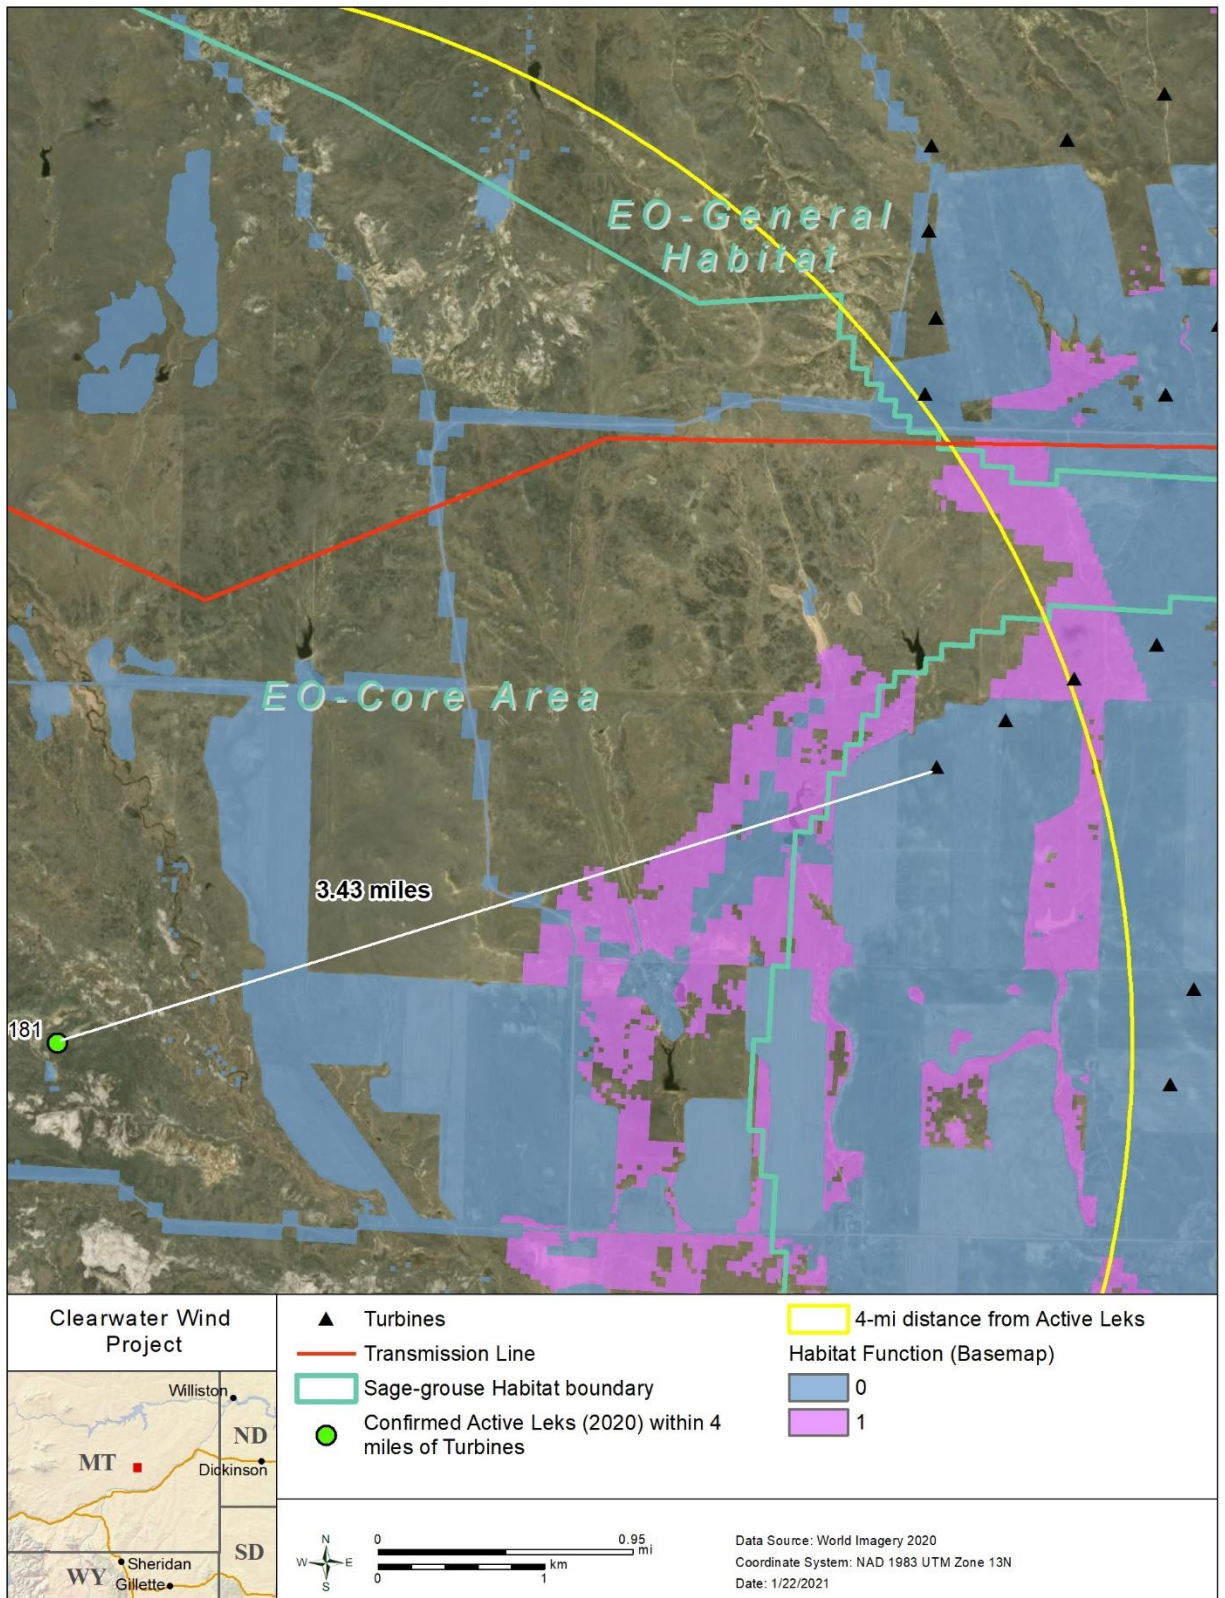 EO-General
Habitat
EO-Core Area
3.43 miles
181
Clearwater Wind
Project
Williston
ND
MT
Dickinson
SD
Sheridan
WY
Gillette
Turbines
Transmission Line
Sage-grouse Habitat boundary
Confirmed Active Leks (2020) within 4
miles of Turbines
4-mi distance from Active Leks
Habitat Function (Basemap)
0
1
N
W E
S
0 0.95
mi
km
0 1
Data Source: World Imagery 2020
Coordinate System: NAD 1983 UTM Zone 13N
Date: 1/22/2021